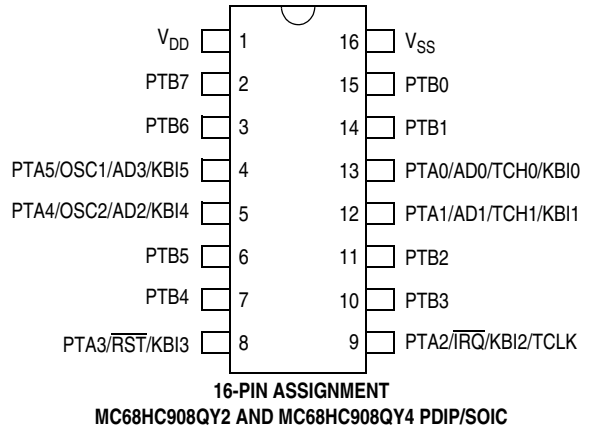 VDD 1 16 VSS
PTB7 2 15 PTB0
PTB6 3 14 PTB1
PTA5/OSC1/AD3/KBI5 4 13 PTA0/AD0/TCH0/KBI0
PTA4/OSC2/AD2/KBI4 5 12 PTA1/AD1/TCH1/KBI1
PTB5 6 11 PTB2
PTB4 7 10 PTB3
PTA3/R̅S̅T̅/KBI3 8 9 PTA2/I̅R̅Q̅/KBI2/TCLK
16-PIN ASSIGNMENT
MC68HC908QY2 AND MC68HC908QY4 PDIP/SOIC